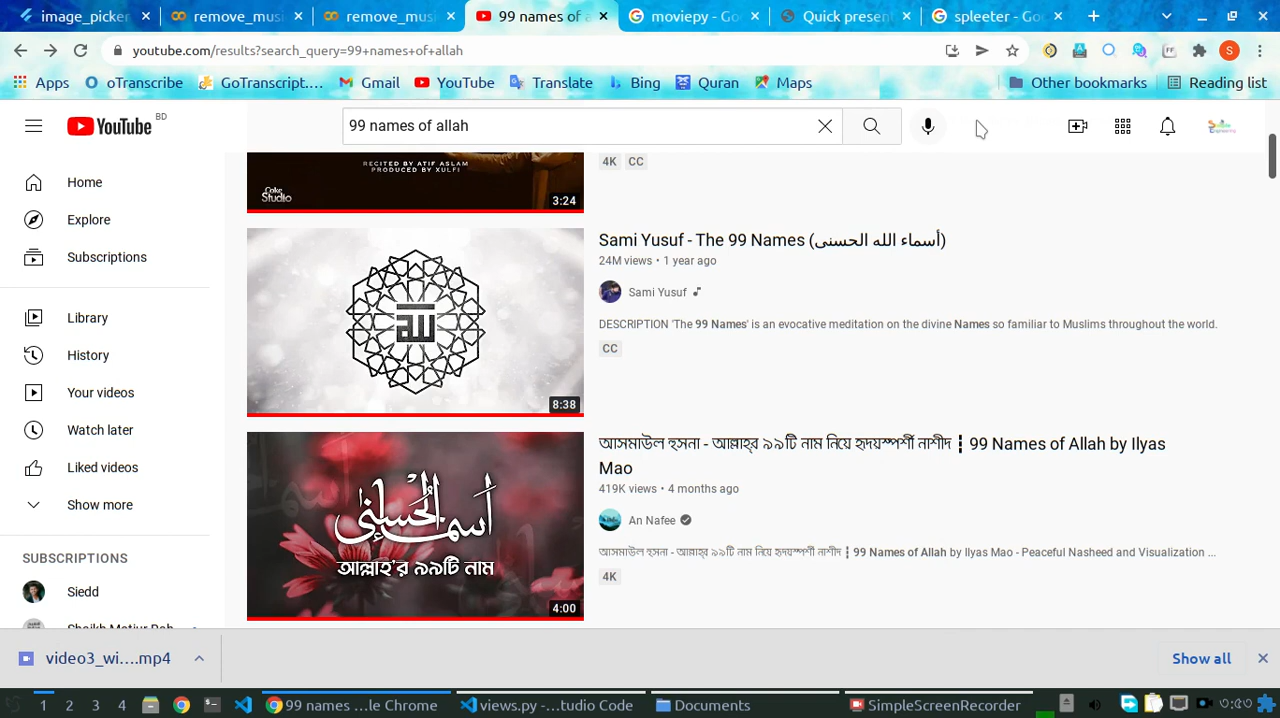 image_picker
remove_musi
remove_musi
99 names of a
moviepy - Go
Quick present
spleeter - Go
youtube.com/results?search_query=99+names+of+allah
S
Apps
oTranscribe
GoTranscript....
Gmail
YouTube
Translate
Bing
Quran
Maps
Other bookmarks
Reading list
YouTube BD
99 names of allah
RECITED BY ATIF ASLAM
PRODUCED BY XULFI
Coke Studio
3:24
4K CC
Home
Explore
Subscriptions
Library
History
Your videos
Watch later
Liked videos
Show more
SUBSCRIPTIONS
Siedd
Sami Yusuf - The 99 Names (أسماء الله الحسنى)
24M views • 1 year ago
Sami Yusuf
DESCRIPTION 'The 99 Names' is an evocative meditation on the divine Names so familiar to Muslims throughout the world.
CC
8:38
আসমাউল হুসনা - আল্লাহ্‌র ৯৯টি নাম নিয়ে হৃদয়স্পর্শী নাশীদ ┇ 99 Names of Allah by Ilyas
Mao
419K views • 4 months ago
An Nafee
আসমাউল হুসনা - আল্লাহ্‌র ৯৯টি নাম নিয়ে হৃদয়স্পর্শী নাশীদ ┇ 99 Names of Allah by Ilyas Mao - Peaceful Nasheed and Visualization ...
4K
أسماء الحسنى
আল্লাহ'র ৯৯টি নাম
4:00
video3_wi....mp4
Show all
1 2 3 4
99 names ...le Chrome
views.py -...tudio Code
Documents
SimpleScreenRecorder
৩:৫৩